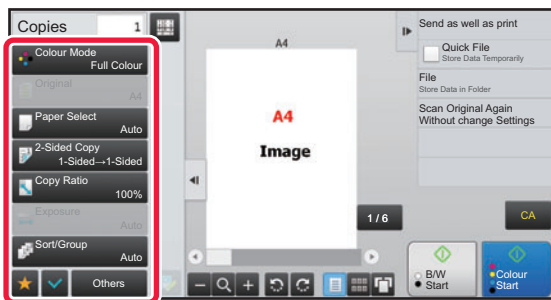 Copies 1
Colour Mode
Full Colour
Original
A4
Paper Select
Auto
2-Sided Copy
1-Sided→1-Sided
Copy Ratio
100%
Exposure
Auto
Sort/Group
Auto
Others
A4
A4
Image
1 / 6
Send as well as print
Quick File
Store Data Temporarily
File
Store Data in Folder
Scan Original Again
Without change Settings
CA
B/W
Start
Colour
Start